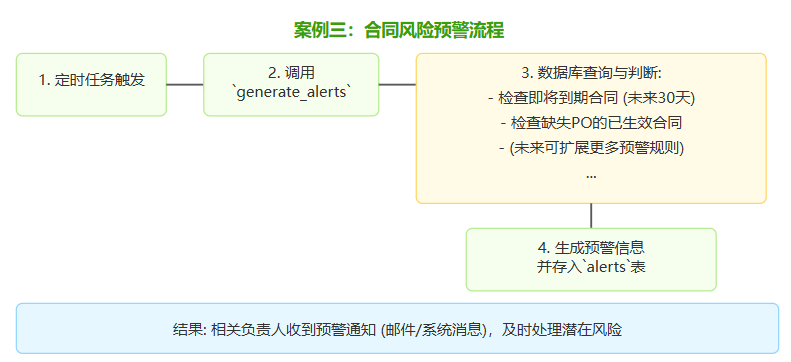 案例三：合同风险预警流程
1. 定时任务触发
2. 调用
`generate_alerts`
3. 数据库查询与判断:
- 检查即将到期合同 (未来30天)
- 检查缺失PO的已生效合同
- (未来可扩展更多预警规则)
...
4. 生成预警信息
并存入`alerts`表
结果: 相关负责人收到预警通知 (邮件/系统消息)，及时处理潜在风险